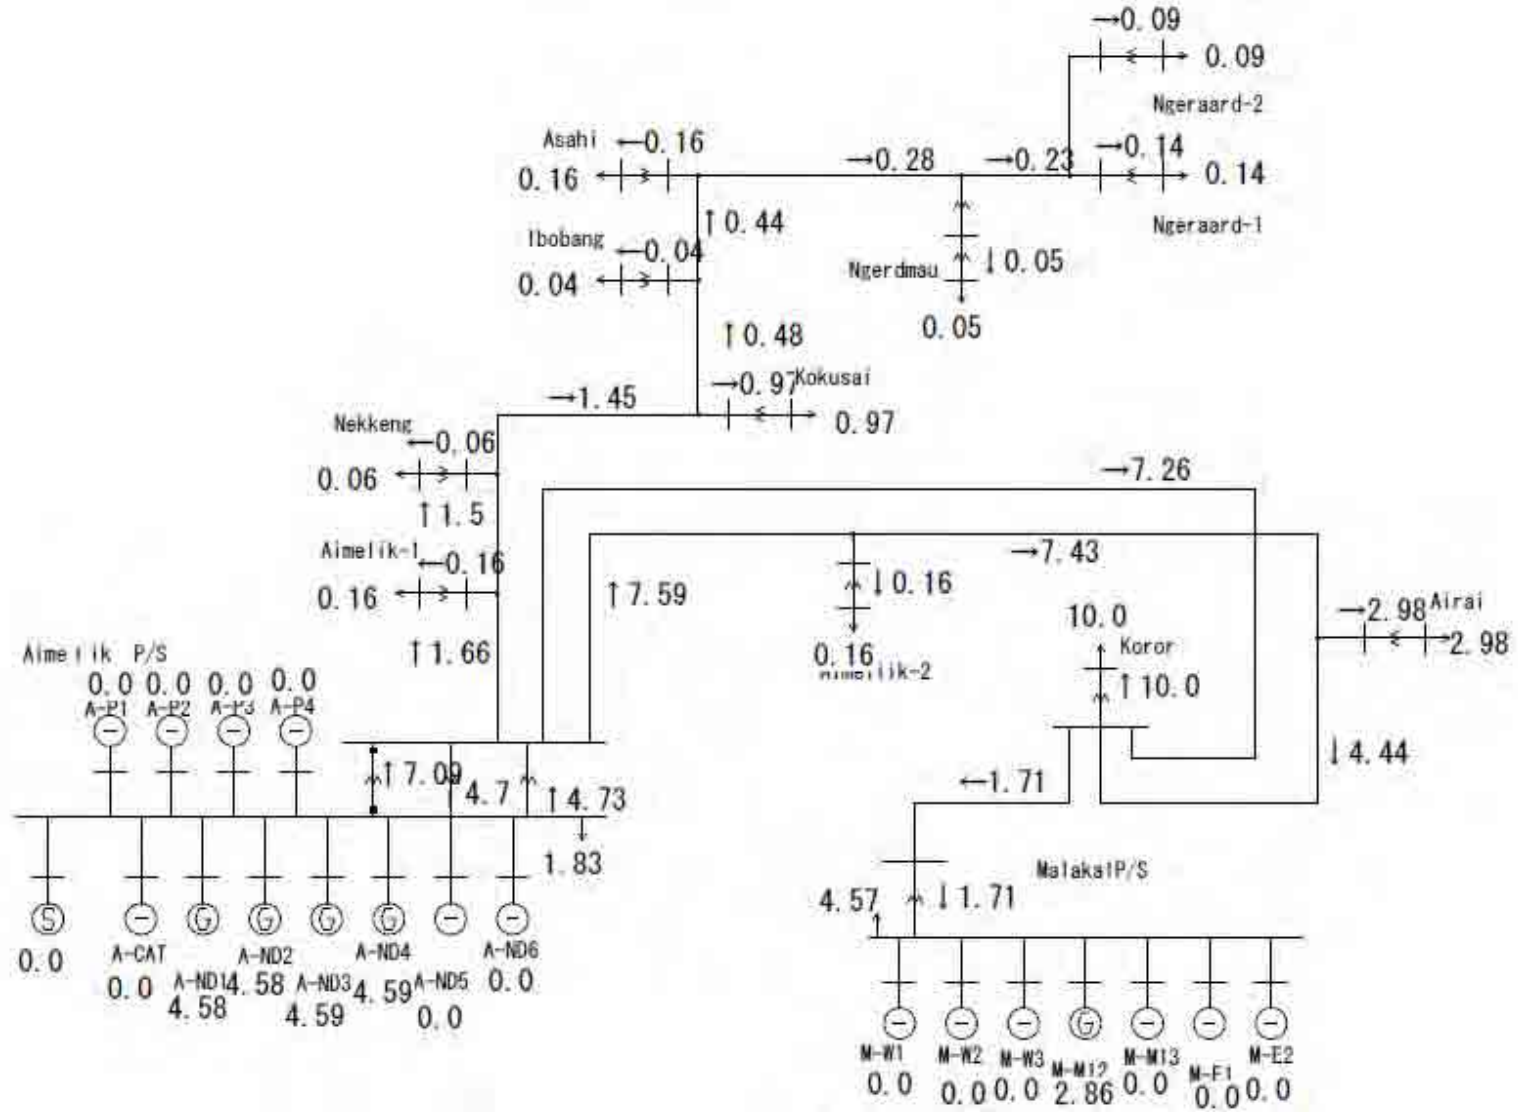 →0.09
0.09
Ngeraard-2
Asahi ←0.16
0.16
→0.28
→0.23
→0.14
0.14
Ngeraard-1
↑0.44
Ibobang ←0.04
0.04
Ngerdmau
↓0.05
0.05
↑0.48
→0.97 Kokusai
0.97
→1.45
Nekkeng
←0.06
0.06
→7.26
↑1.5
Aimelik-1
←0.16
0.16
→7.43
↑7.59
↓0.16
0.16
Aimelik-2
10.0
Koror
↑10.0
→2.98 Airai
2.98
↑1.66
Aimelik P/S
0.0 0.0 0.0 0.0
A-P1 A-P2 A-P3 A-P4
↑7.09
4.7
↑4.73
←1.71
↓4.44
1.83
MalakalP/S
4.57
↓1.71
S - G G G G - -
0.0
A-CAT
0.0
A-ND1
4.58
A-ND2
4.58
A-ND3
4.59
A-ND4
4.59
A-ND5
0.0
A-ND6
0.0
- - - G - - -
M-W1
0.0
M-W2
0.0
M-W3
0.0
M-M12
2.86
M-M13
0.0
0.0
M-E2
0.0